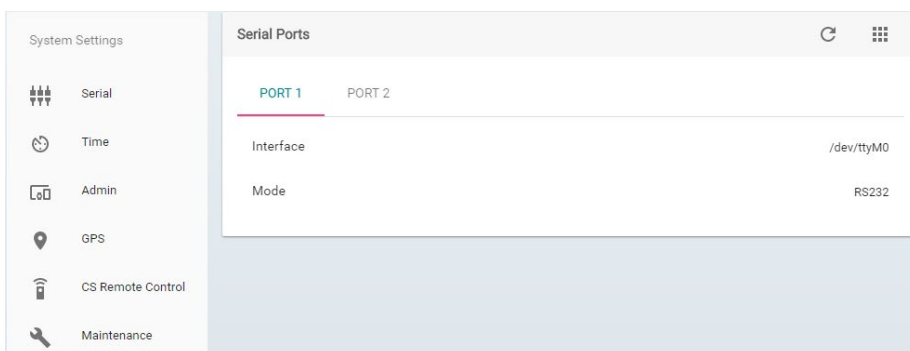 System Settings
Serial
Time
Admin
GPS
CS Remote Control
Maintenance
Serial Ports
PORT 1
PORT 2
Interface
/dev/ttyM0
Mode
RS232